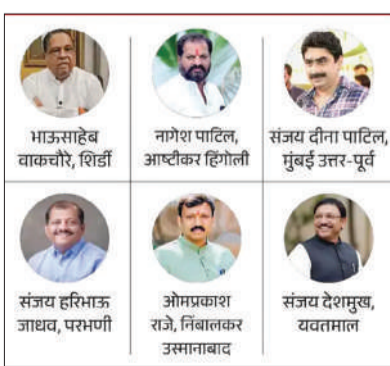 भाऊसाहेब
वाकचौरे, शिर्डी
नागेश पाटिल,
आष्टीकर हिंगोली
संजय दीना पाटिल,
मुंबई उत्तर-पूर्व
संजय हरिभाऊ
जाधव, परभणी
ओमप्रकाश
राजे, निंबालकर
उस्मानाबाद
संजय देशमुख,
यवतमाल